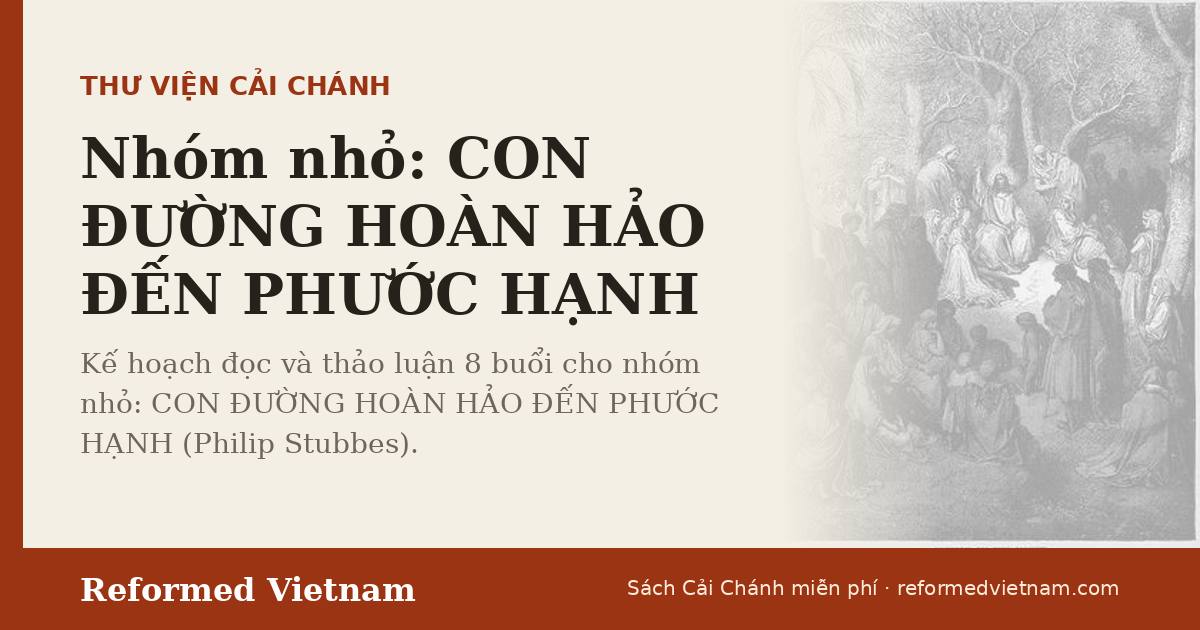 THƯ VIỆN CẢI CHÁNH
Nhóm nhỏ: CON
ĐƯỜNG HOÀN HẢO
ĐẾN PHƯỚC HẠNH
Kế hoạch đọc và thảo luận 8 buổi cho nhóm
nhỏ: CON ĐƯỜNG HOÀN HẢO ĐẾN PHƯỚC
HẠNH (Philip Stubbes).
Reformed Vietnam
Sách Cải Chánh miễn phí · reformedvietnam.com